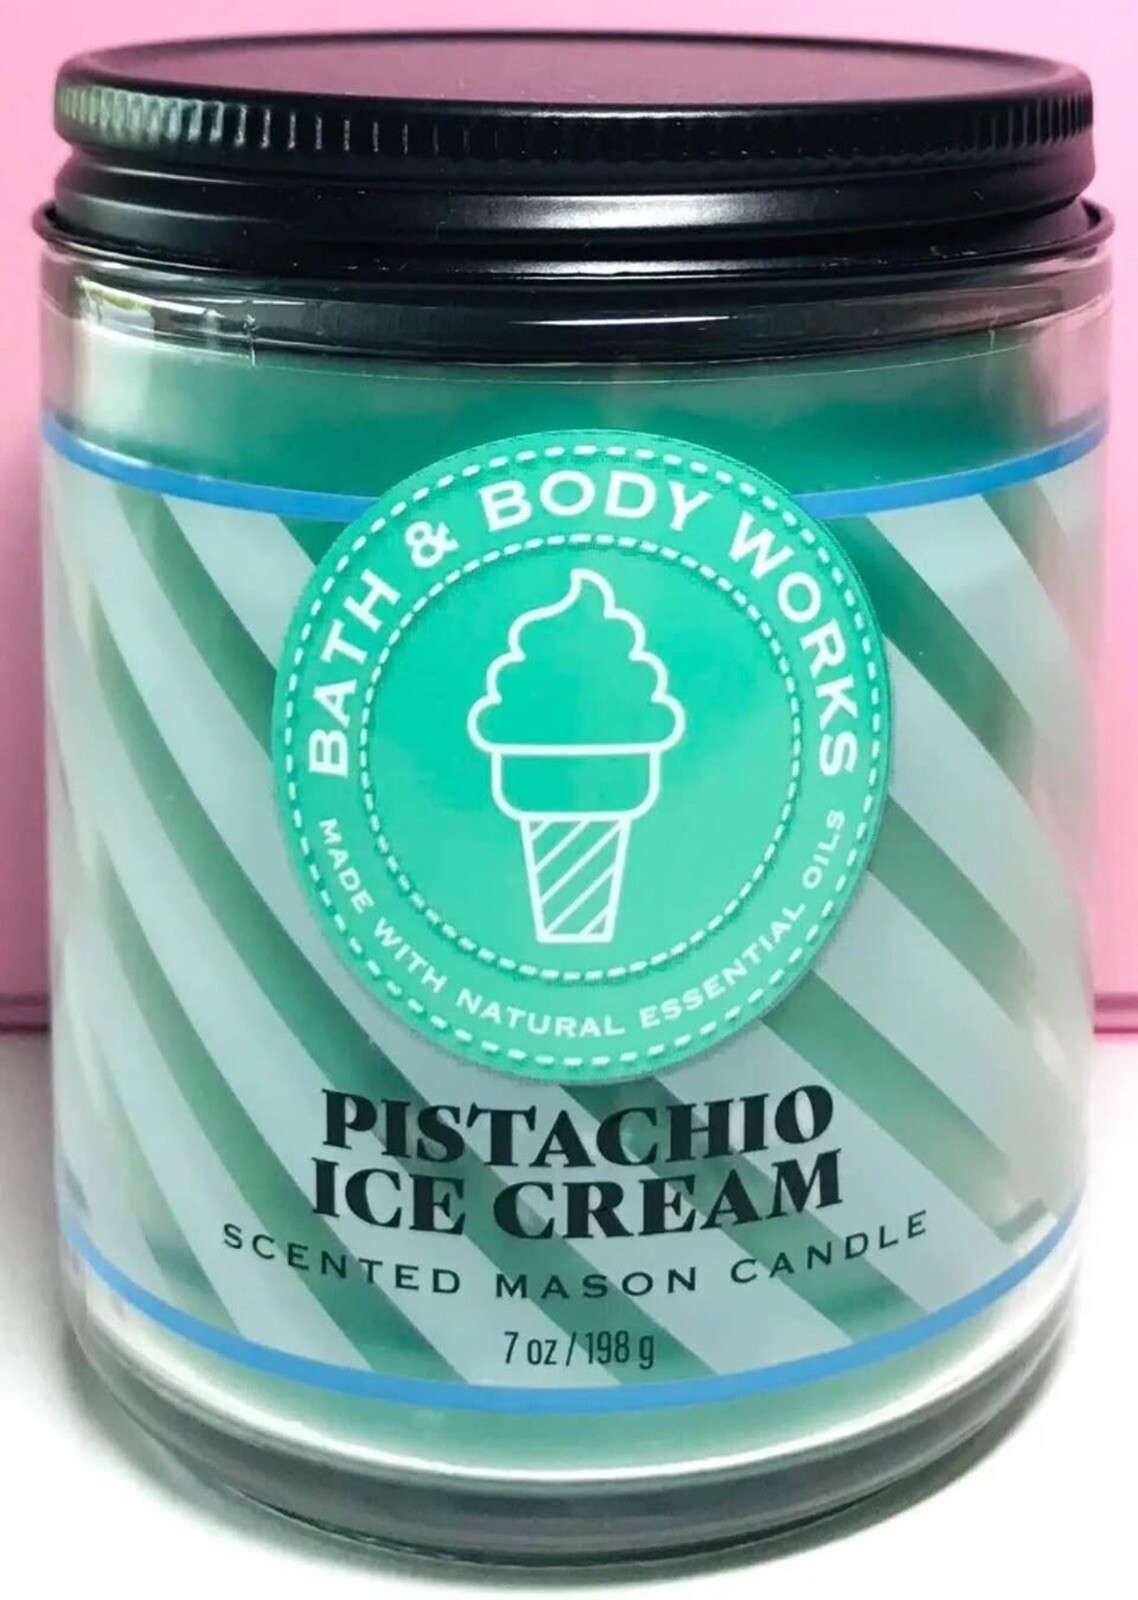 BATH & BODY WORKS
MADE WITH NATURAL ESSENTIAL OILS
PISTACHIO
ICE CREAM
SCENTED MASON CANDLE
7 oz / 198 g